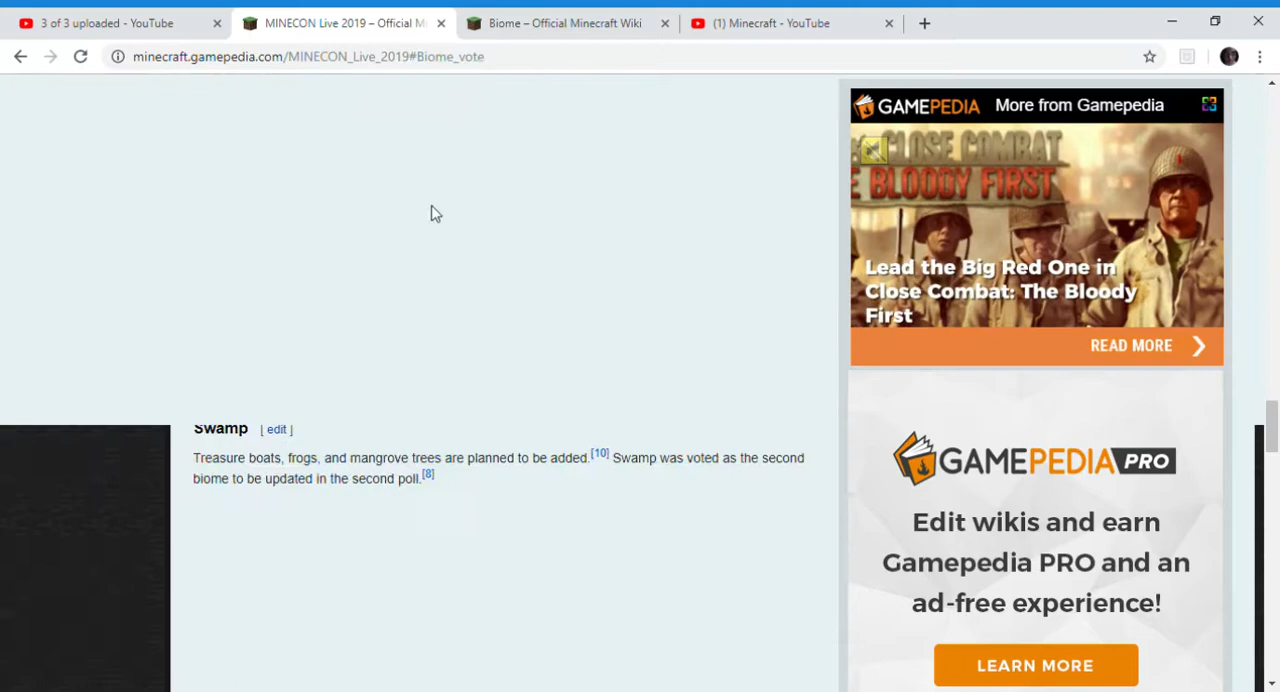 3 of 3 uploaded - YouTube
MINECON Live 2019 – Official M
Biome – Official Minecraft Wiki
(1) Minecraft - YouTube
minecraft.gamepedia.com/MINECON_Live_2019#Biome_vote
GAMEPEDIA More from Gamepedia
CLOSE COMBAT
E BLOODY FIRST
Lead the Big Red One in
Close Combat: The Bloody
First
READ MORE
Swamp [ edit ]
Treasure boats, frogs, and mangrove trees are planned to be added.[10] Swamp was voted as the second
biome to be updated in the second poll.[8]
GAMEPEDIA PRO
Edit wikis and earn
Gamepedia PRO and an
ad-free experience!
LEARN MORE